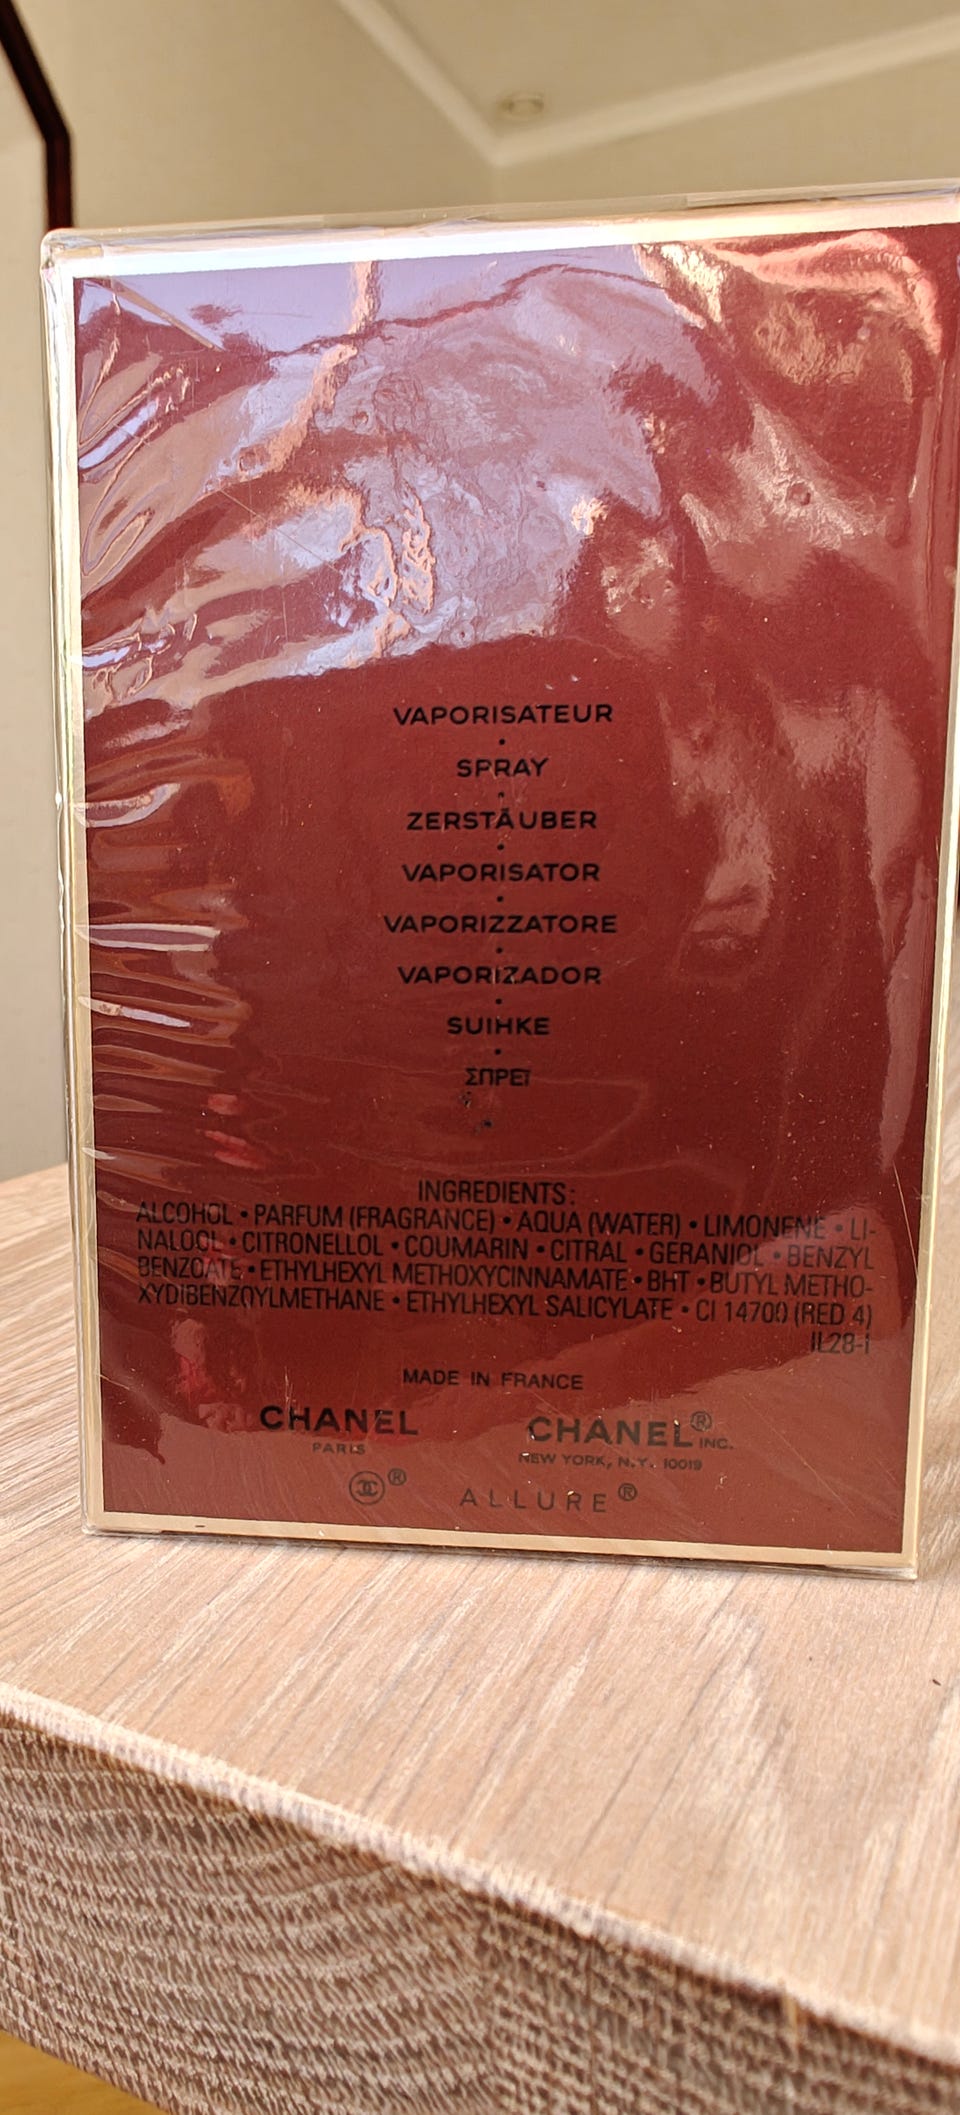 VAPORISATEUR
•
SPRAY
•
ZERSTÄUBER
•
VAPORISATOR
•
VAPORIZZATORE
•
VAPORIZADOR
•
SUIHKE
•
ΣΠΡΕΪ
INGREDIENTS:
ALCOHOL • PARFUM (FRAGRANCE) • AQUA (WATER) • LIMONENE • LI-
NALOOL • CITRONELLOL • COUMARIN • CITRAL • GERANIOL • BENZYL
BENZOATE • ETHYLHEXYL METHOXYCINNAMATE • BHT • BUTYL METHO-
XYDIBENZOYLMETHANE • ETHYLHEXYL SALICYLATE • CI 14700 (RED 4)
IL28-1
MADE IN FRANCE
CHANEL CHANEL® INC.
PARIS NEW YORK, N.Y. 10019
® ALLURE®